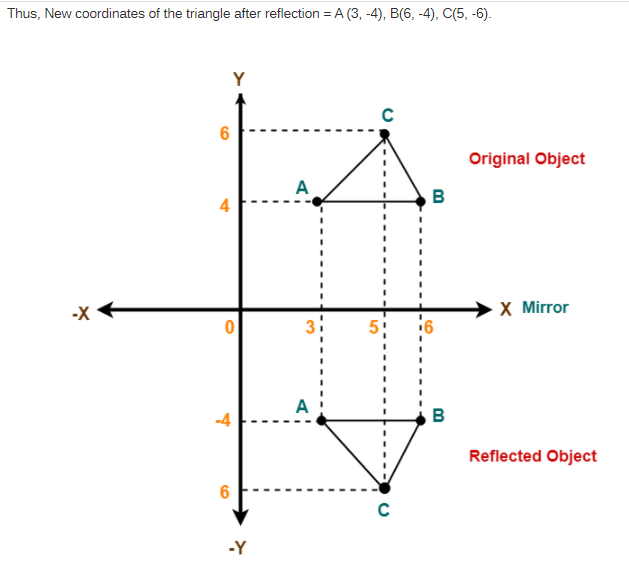 Thus, New coordinates of the triangle after reflection = A (3, -4), B(6, -4), C(5, -6).
Y
C
6
Original Object
A
B
4
-X
X Mirror
0
3
5
6
A
B
-4
Reflected Object
6
C
-Y